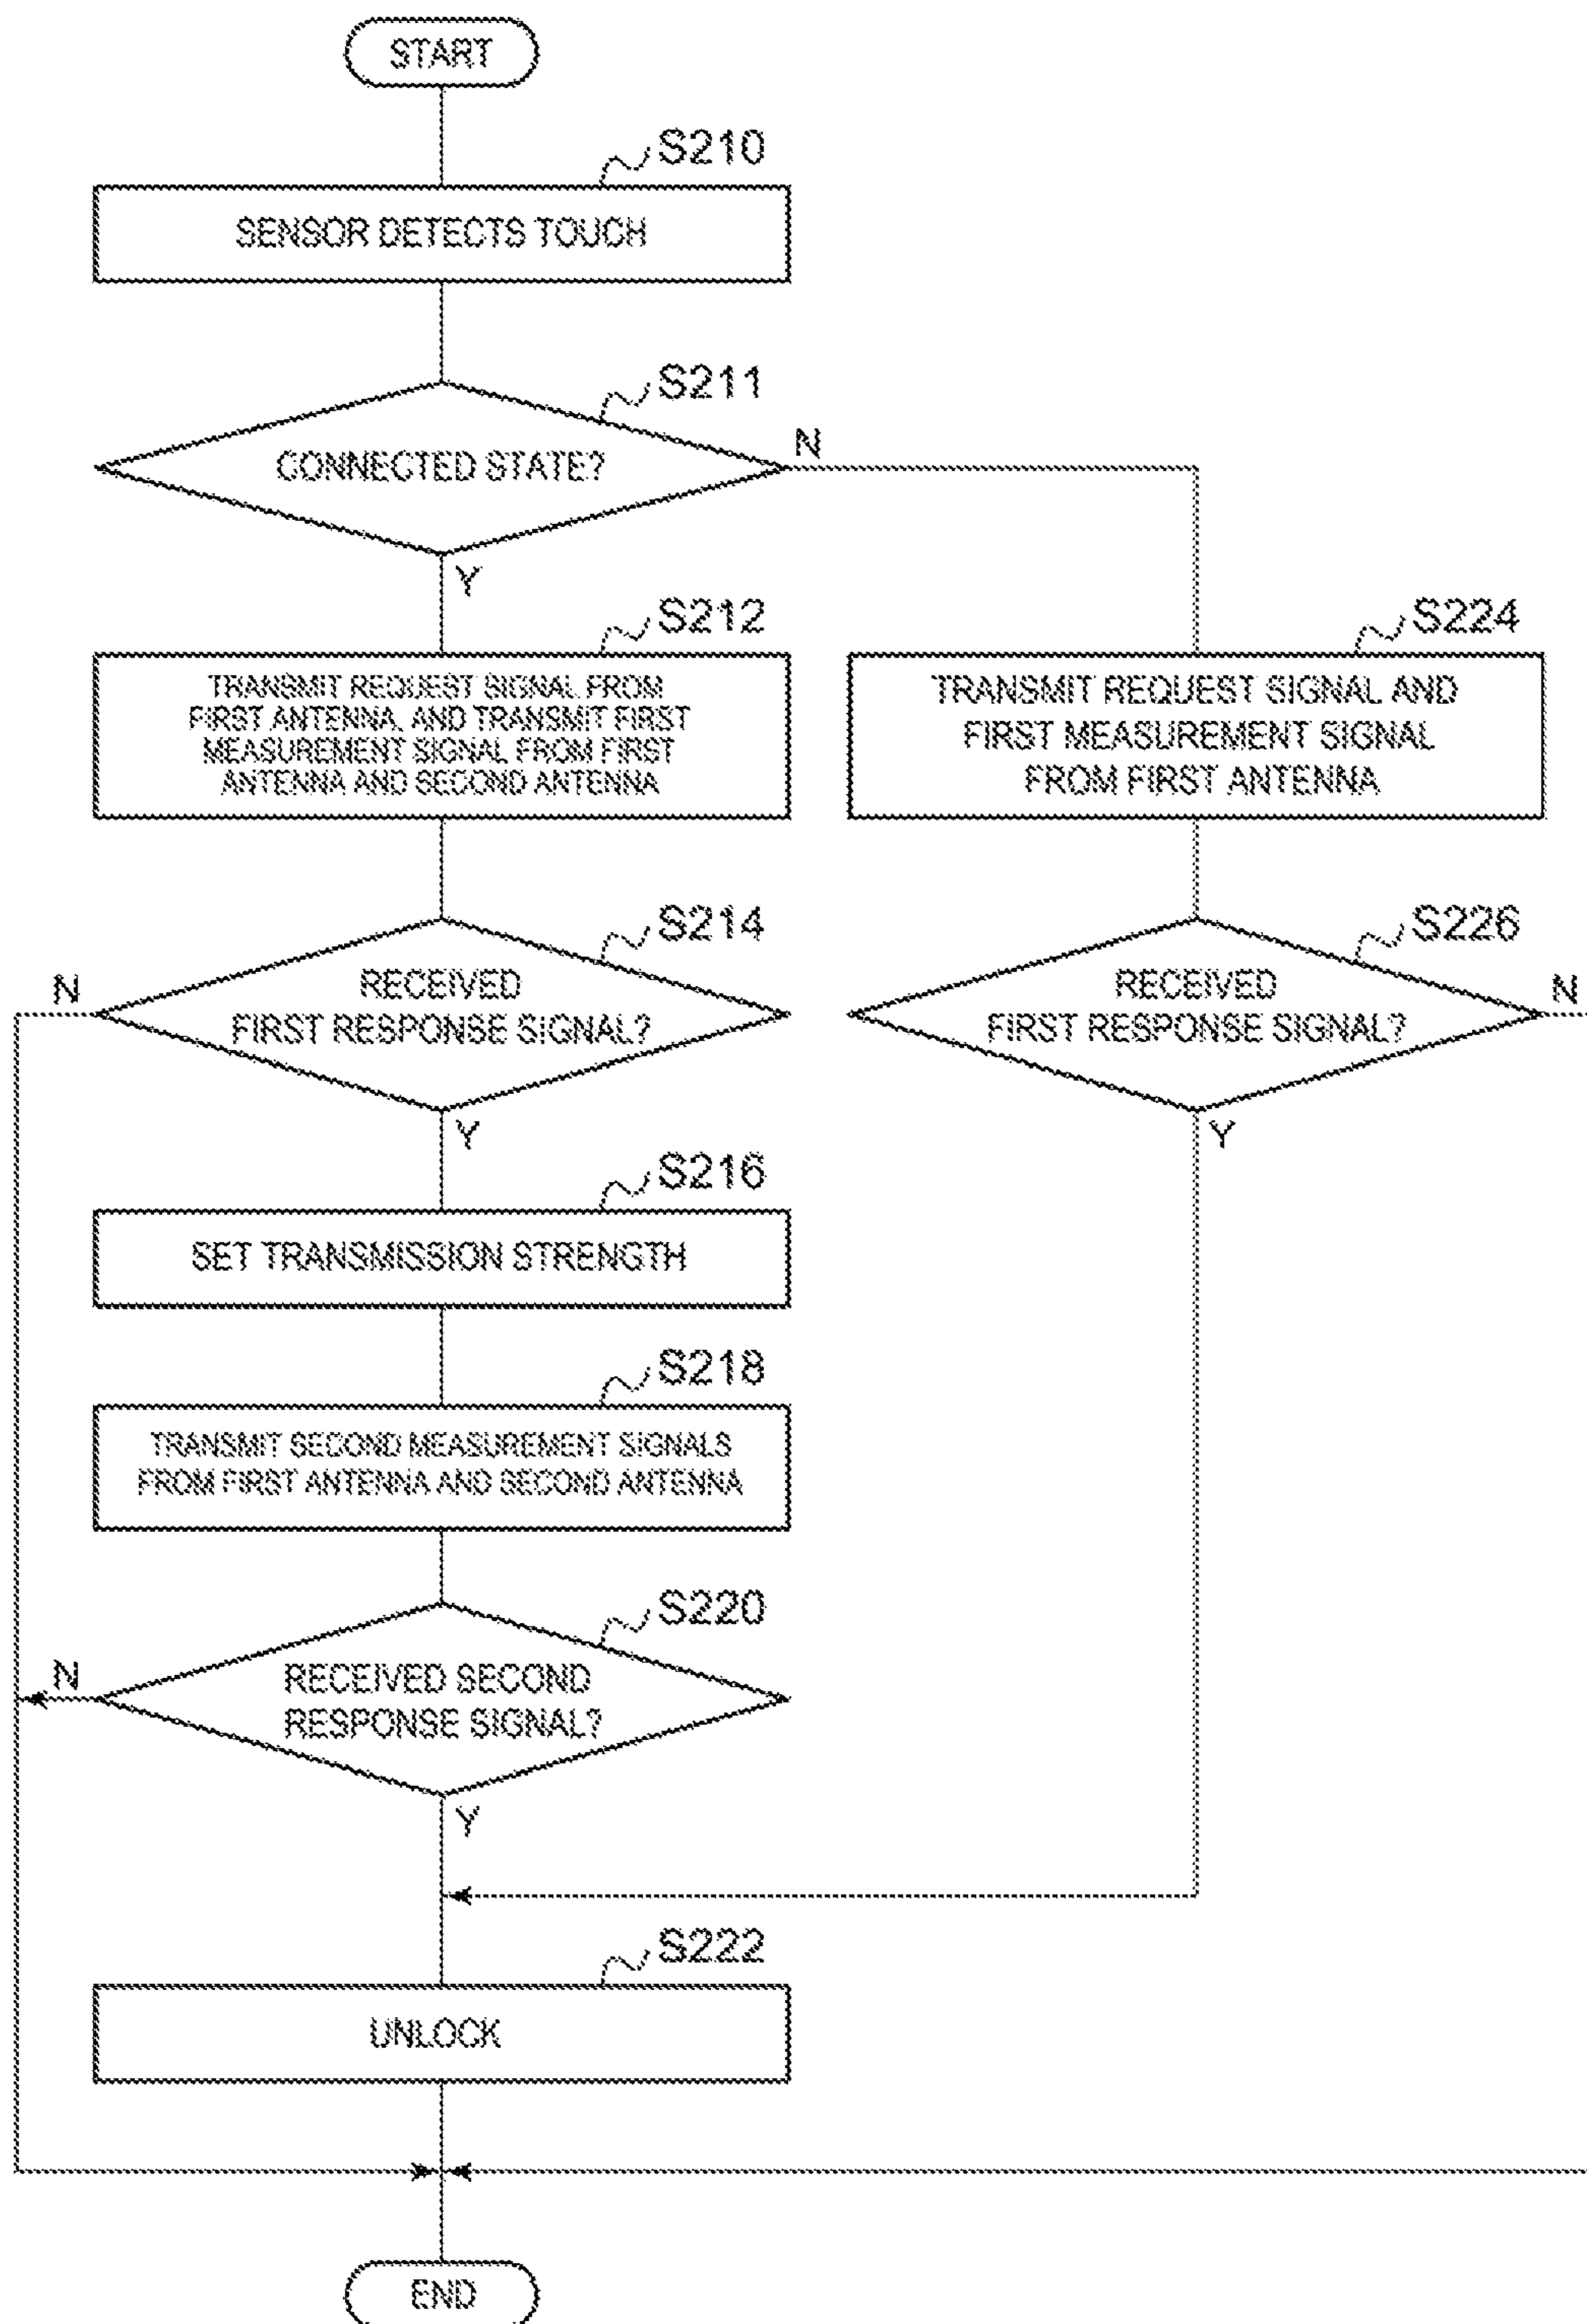 START
S210
SENSOR DETECTS TOUCH
S211
CONNECTED STATE?
N
Y
S212
TRANSMIT REQUEST SIGNAL FROM
FIRST ANTENNA, AND TRANSMIT FIRST
MEASUREMENT SIGNAL FROM FIRST
ANTENNA AND SECOND ANTENNA
S224
TRANSMIT REQUEST SIGNAL AND
FIRST MEASUREMENT SIGNAL
FROM FIRST ANTENNA
S214
N
RECEIVED
FIRST RESPONSE SIGNAL?
Y
S226
RECEIVED
FIRST RESPONSE SIGNAL?
N
Y
S216
SET TRANSMISSION STRENGTH
S218
TRANSMIT SECOND MEASUREMENT SIGNALS
FROM FIRST ANTENNA AND SECOND ANTENNA
S220
N
RECEIVED SECOND
RESPONSE SIGNAL?
Y
S222
UNLOCK
END